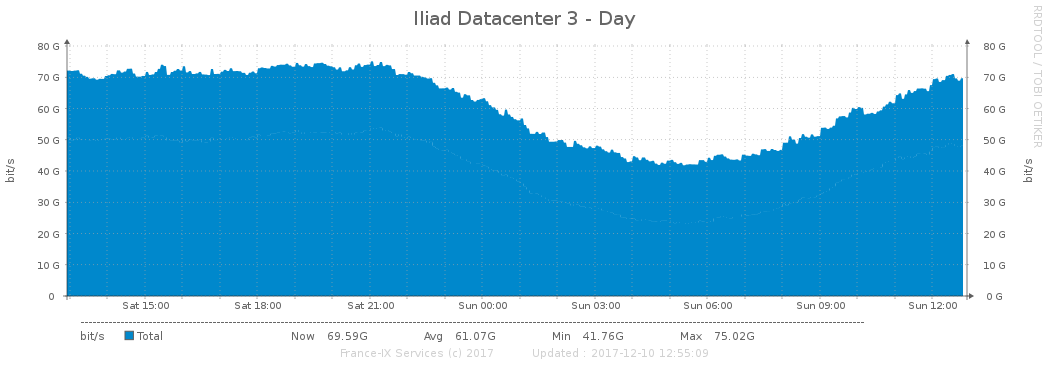 Iliad Datacenter 3 - Day
RRDTOOL / TOBI OETIKER
80 G 80 G
70 G 70 G
60 G 60 G
50 G 50 G
40 G 40 G
30 G 30 G
20 G 20 G
10 G 10 G
0 0 G
bit/s bit/s
Sat 15:00 Sat 18:00 Sat 21:00 Sun 00:00 Sun 03:00 Sun 06:00 Sun 09:00 Sun 12:00
bit/s Total Now 69.59G Avg 61.07G Min 41.76G Max 75.02G
France-IX Services (c) 2017 Updated : 2017-12-10 12:55:09